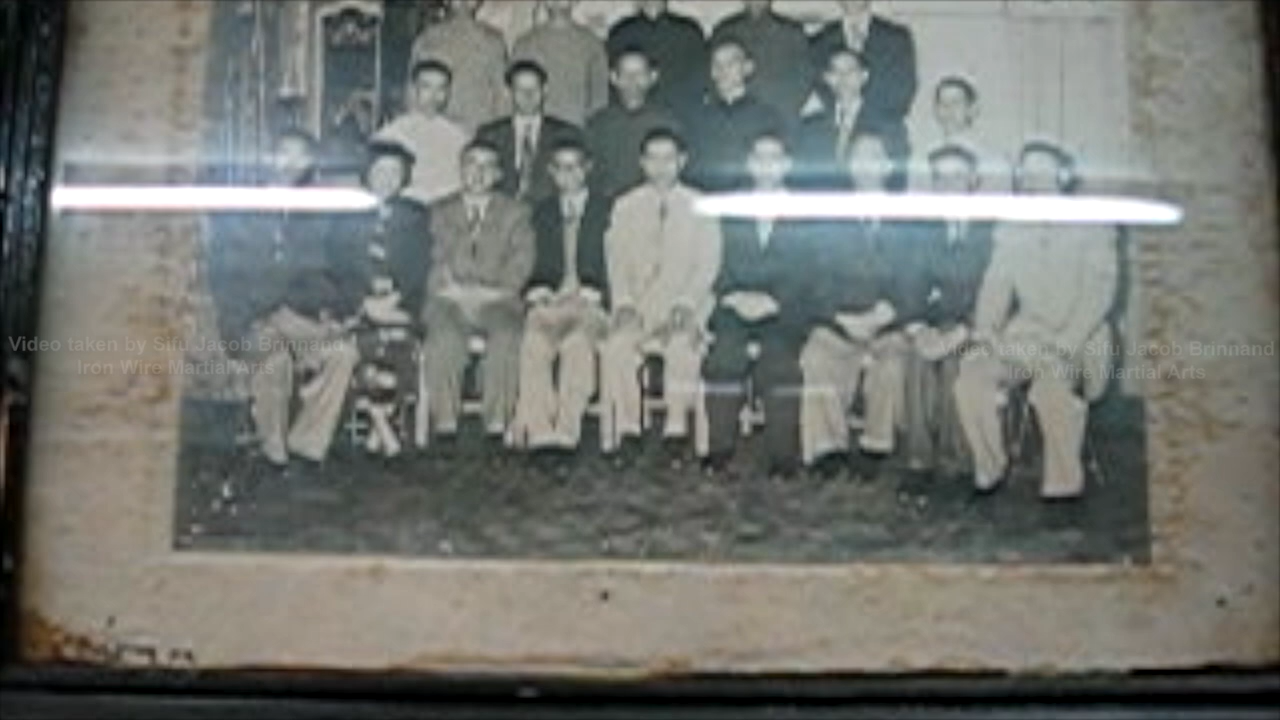 Video taken by Sifu Jacob Brinnand
Iron Wire Martial Arts
Video taken by Sifu Jacob Brinnand
Iron Wire Martial Arts